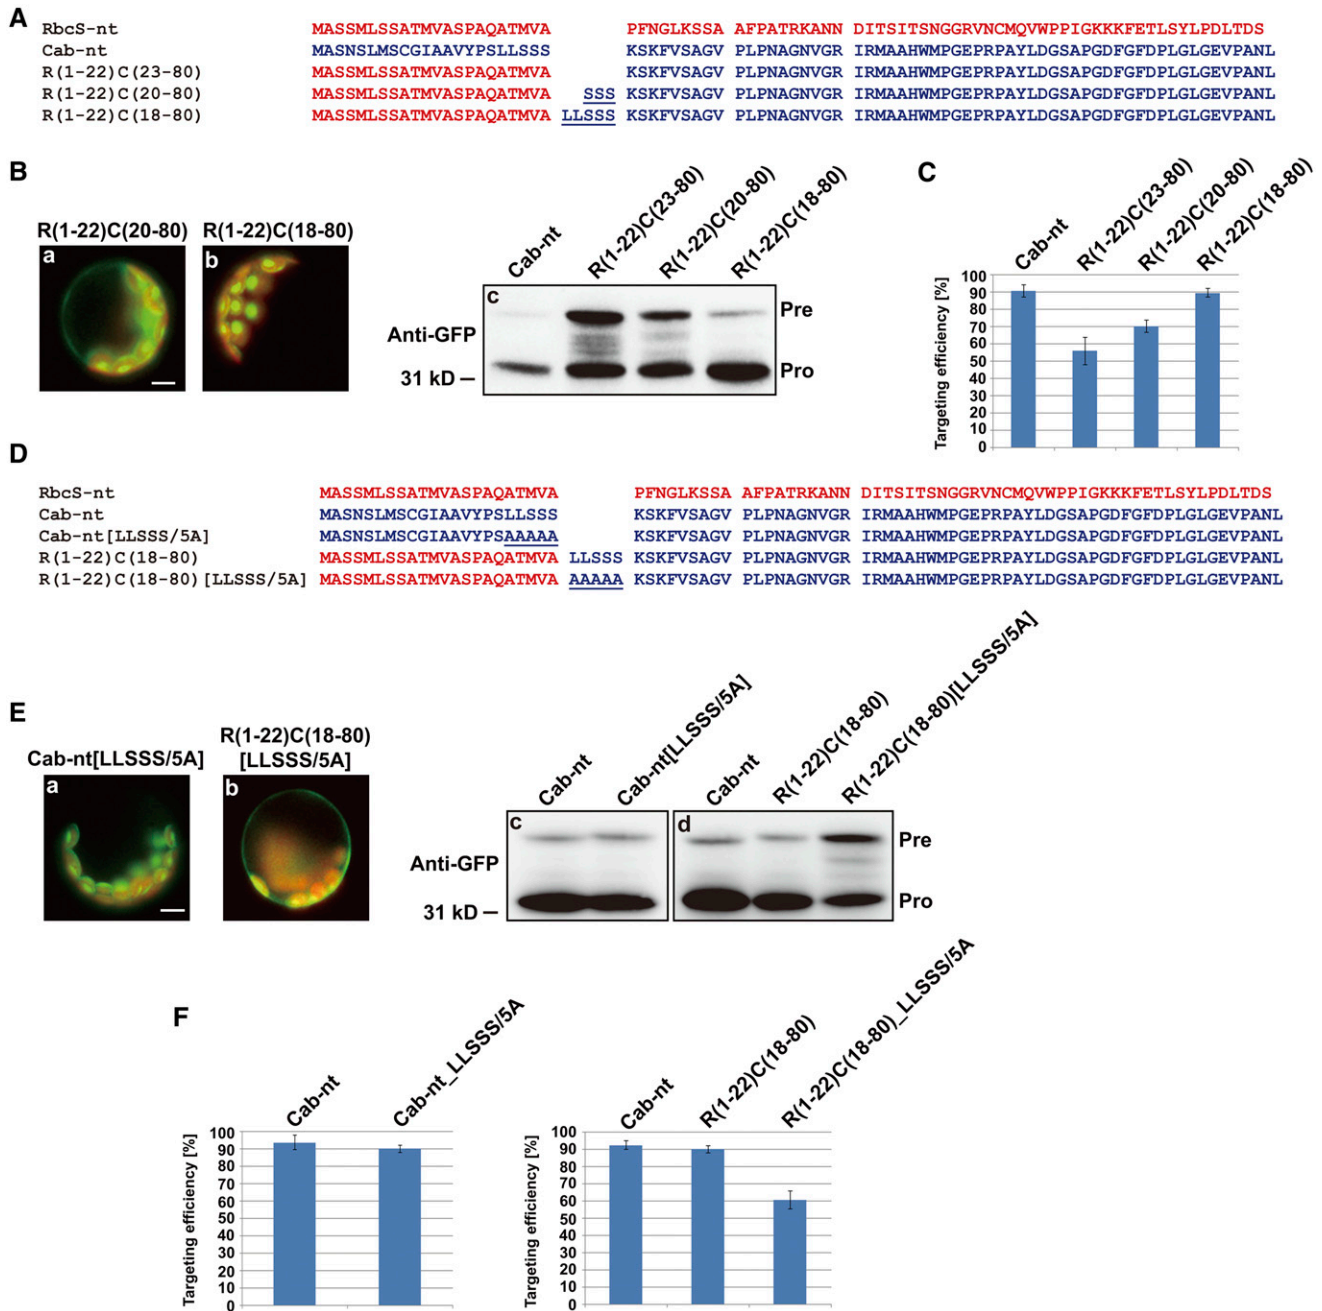 A
RbcS-nt MASSMLSSATMVASPAQATMVA PFNGLKSSA AFPATRKANN DITSITSNGGRVNCMQVWPPIGKKKFETLSYLPDLTDS
Cab-nt MASNSLMSCGIAAVYPSLLSSS KSKFVSAGV PLPNAGNVGR IRMAAHWMPGEPRPAYLDGSAPGDFGFDPLGLGEVPANL
R(1-22)C(23-80) MASSMLSSATMVASPAQATMVA KSKFVSAGV PLPNAGNVGR IRMAAHWMPGEPRPAYLDGSAPGDFGFDPLGLGEVPANL
R(1-22)C(20-80) MASSMLSSATMVASPAQATMVA SSS KSKFVSAGV PLPNAGNVGR IRMAAHWMPGEPRPAYLDGSAPGDFGFDPLGLGEVPANL
R(1-22)C(18-80) MASSMLSSATMVASPAQATMVA LLSSS KSKFVSAGV PLPNAGNVGR IRMAAHWMPGEPRPAYLDGSAPGDFGFDPLGLGEVPANL
B
R(1-22)C(20-80) R(1-22)C(18-80)
a b
Cab-nt R(1-22)C(23-80) R(1-22)C(20-80) R(1-22)C(18-80)
c
Anti-GFP
31 kD
Pre
Pro
C
Cab-nt R(1-22)C(23-80) R(1-22)C(20-80) R(1-22)C(18-80)
Targeting efficiency [%]
100
90
80
70
60
50
40
30
20
10
0
D
RbcS-nt MASSMLSSATMVASPAQATMVA PFNGLKSSA AFPATRKANN DITSITSNGGRVNCMQVWPPIGKKKFETLSYLPDLTDS
Cab-nt MASNSLMSCGIAAVYPSLLSSS KSKFVSAGV PLPNAGNVGR IRMAAHWMPGEPRPAYLDGSAPGDFGFDPLGLGEVPANL
Cab-nt[LLSSS/5A] MASNSLMSCGIAAVYPSAAAAA KSKFVSAGV PLPNAGNVGR IRMAAHWMPGEPRPAYLDGSAPGDFGFDPLGLGEVPANL
R(1-22)C(18-80) MASSMLSSATMVASPAQATMVA LLSSS KSKFVSAGV PLPNAGNVGR IRMAAHWMPGEPRPAYLDGSAPGDFGFDPLGLGEVPANL
R(1-22)C(18-80)[LLSSS/5A] MASSMLSSATMVASPAQATMVA AAAAA KSKFVSAGV PLPNAGNVGR IRMAAHWMPGEPRPAYLDGSAPGDFGFDPLGLGEVPANL
E
Cab-nt[LLSSS/5A]
R(1-22)C(18-80)
[LLSSS/5A]
a b
Cab-nt Cab-nt[LLSSS/5A]
Cab-nt R(1-22)C(18-80) R(1-22)C(18-80)[LLSSS/5A]
c d
Anti-GFP
31 kD
Pre
Pro
F
Cab-nt Cab-nt_LLSSS/5A
Targeting efficiency [%]
100
90
80
70
60
50
40
30
20
10
0
Cab-nt R(1-22)C(18-80) R(1-22)C(18-80)_LLSSS/5A
Targeting efficiency [%]
100
90
80
70
60
50
40
30
20
10
0